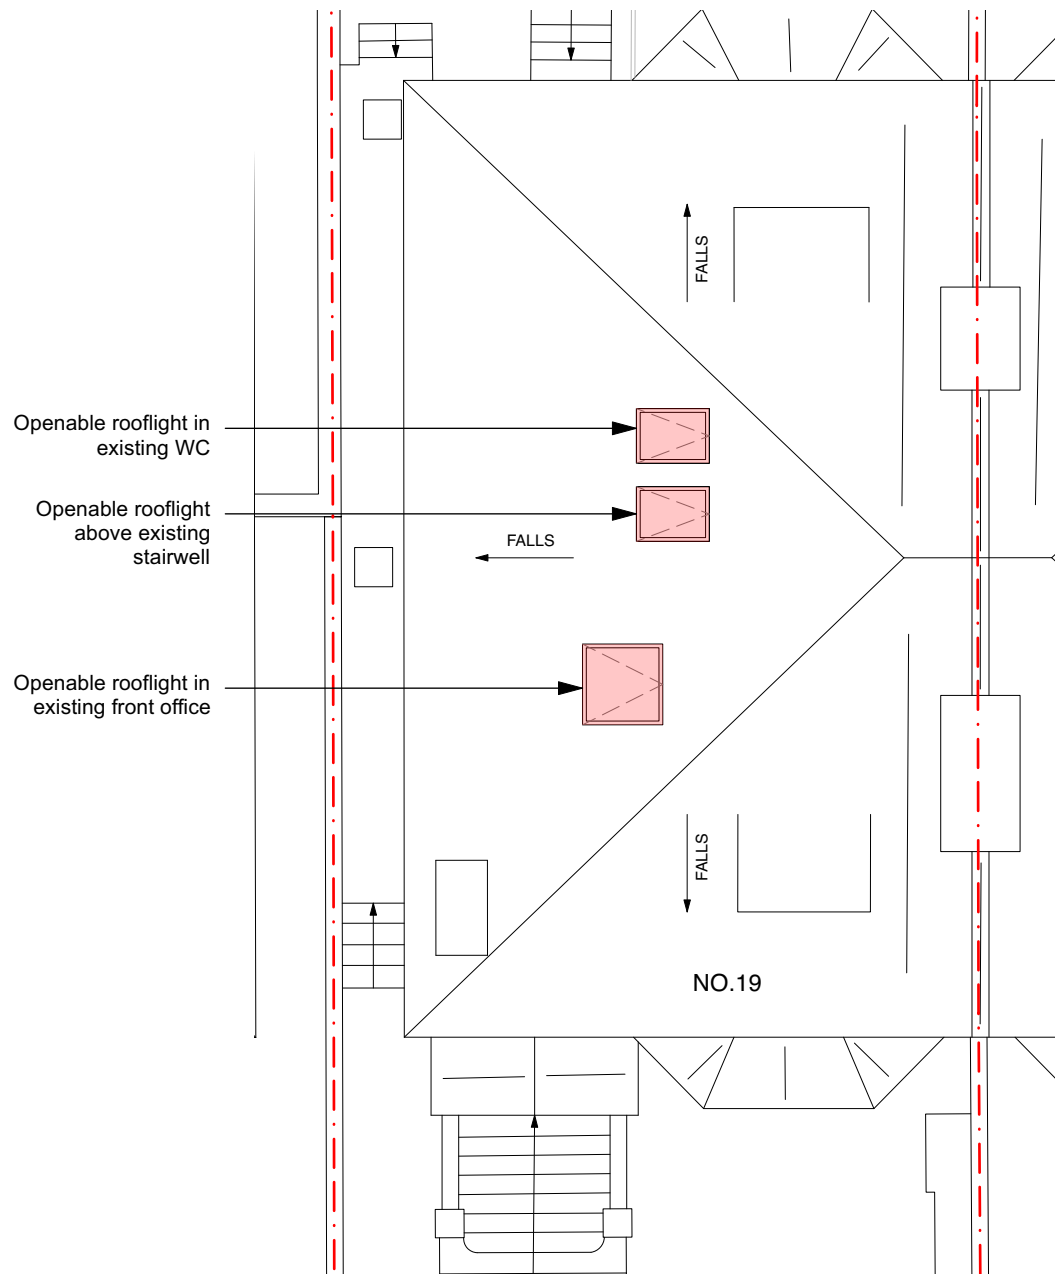 FALLS
Openable rooflight in
existing WC
Openable rooflight
above existing
stairwell
FALLS
Openable rooflight in
existing front office
FALLS
NO.19